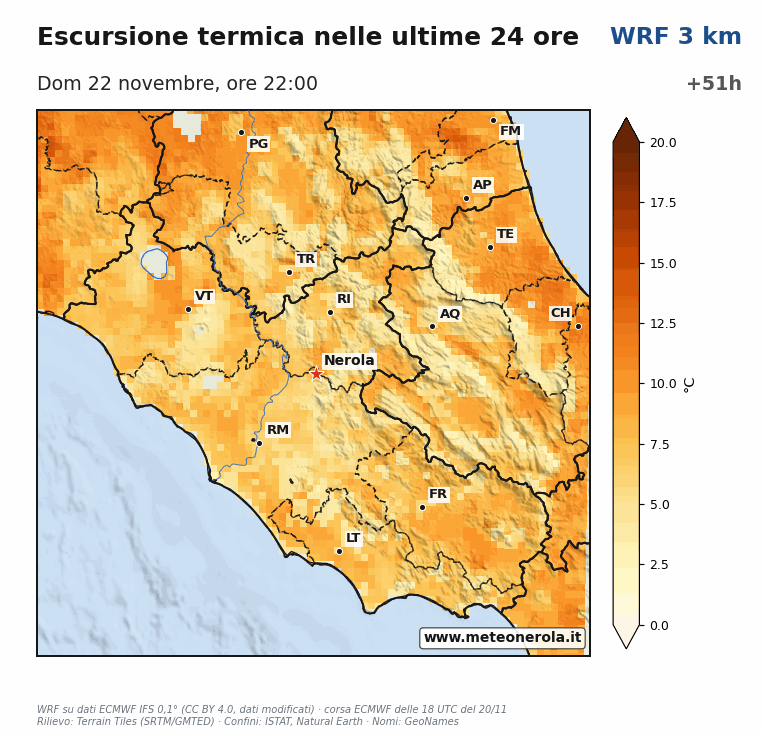 Escursione termica nelle ultime 24 ore
WRF 3 km
Dom 22 novembre, ore 22:00
+51h
FM
PG
AP
TE
TR
VT
RI
AQ
CH
Nerola
RM
FR
LT
www.meteonerola.it
20.0
17.5
15.0
12.5
10.0
7.5
5.0
2.5
0.0
°C
WRF su dati ECMWF IFS 0,1° (CC BY 4.0, dati modificati) · corsa ECMWF delle 18 UTC del 20/11
Rilievo: Terrain Tiles (SRTM/GMTED) · Confini: ISTAT, Natural Earth · Nomi: GeoNames